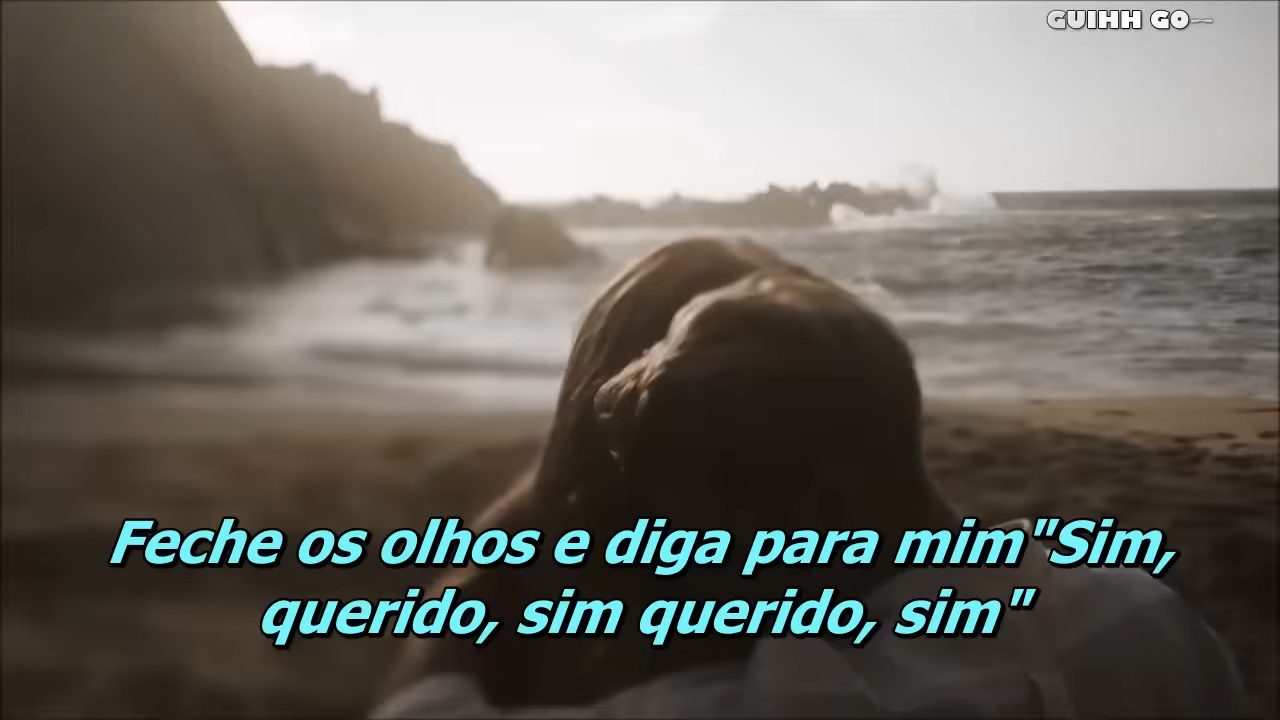 GUIHH GO
Feche os olhos e diga para mim"Sim,
querido, sim querido, sim"